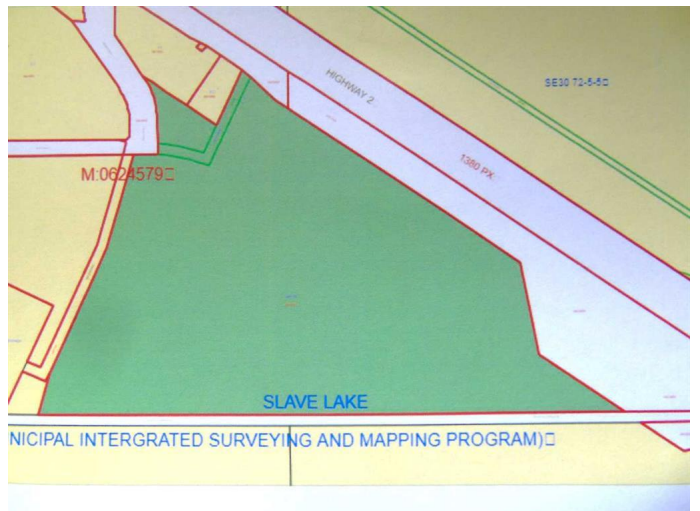 HIGHWAY 2
SE30 72-5-5
1380 PX.
M:0624579
SLAVE LAKE
NICIPAL INTERGRATED SURVEYING AND MAPPING PROGRAM)